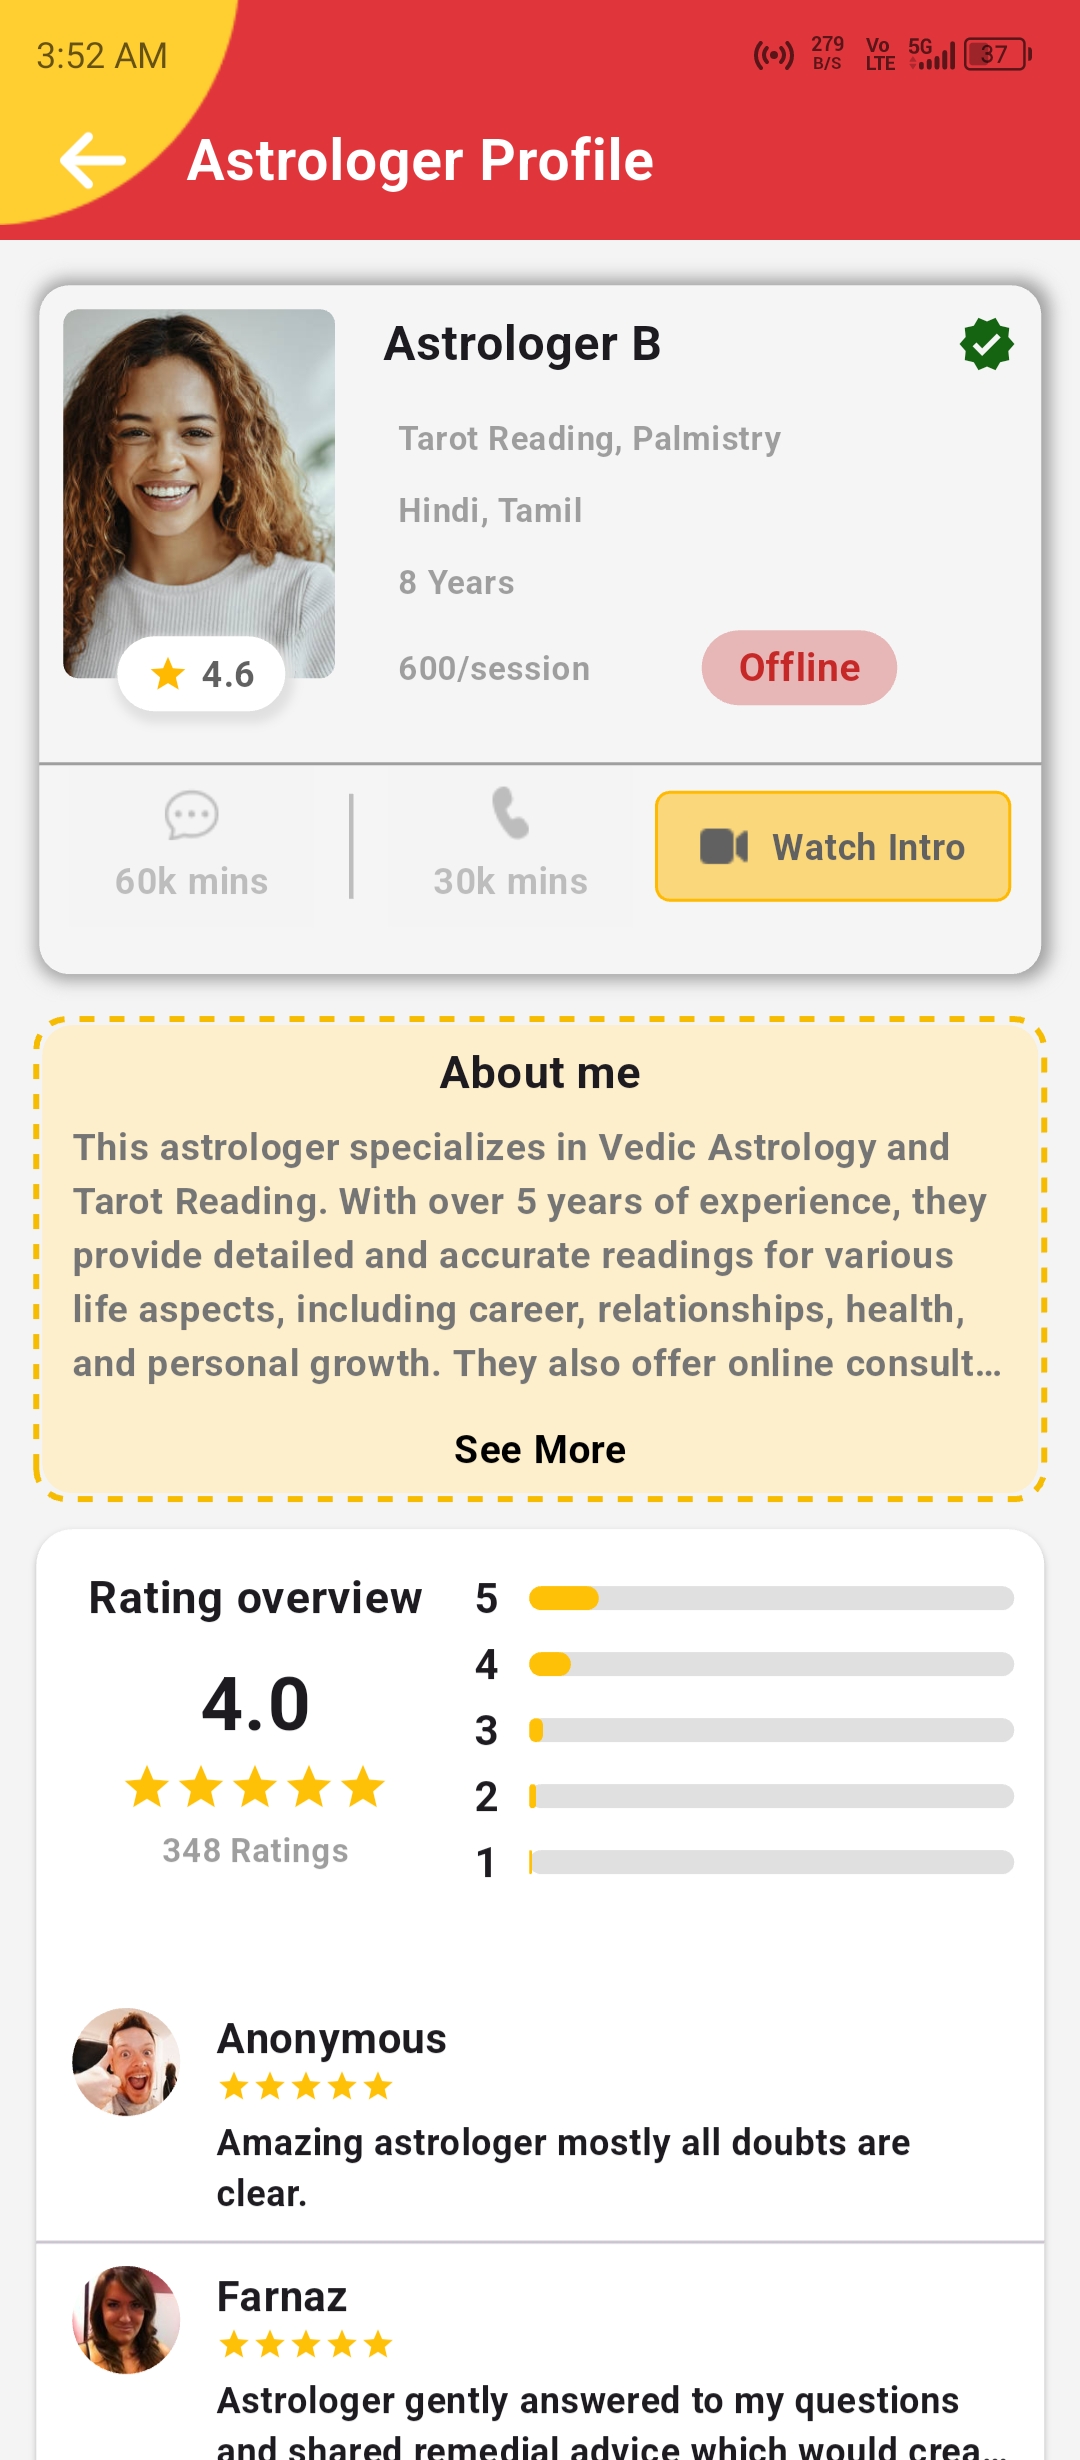 3:52 AM
279
B/S
Vo
LTE
5G
37
Astrologer Profile
Astrologer B
Tarot Reading, Palmistry
Hindi, Tamil
8 Years
600/session
Offline
4.6
60k mins
30k mins
Watch Intro
About me
This astrologer specializes in Vedic Astrology and
Tarot Reading. With over 5 years of experience, they
provide detailed and accurate readings for various
life aspects, including career, relationships, health,
and personal growth. They also offer online consult...
See More
Rating overview
4.0
348 Ratings
5
4
3
2
1
Anonymous
Amazing astrologer mostly all doubts are
clear.
Farnaz
Astrologer gently answered to my questions
and shared remedial advice which would crea...